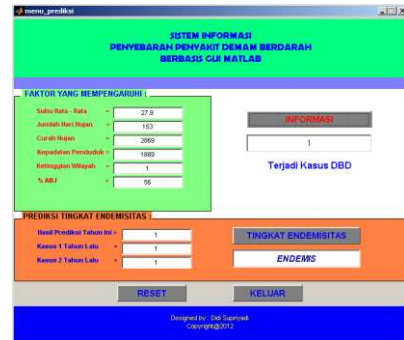 menu_prediksi
SISTEM INFORMASI
PENYEBARAN PENYAKIT DEMAM BERDARAH
BERBASIS GUI MATLAB
FAKTOR YANG MEMPENGARUHI :
Suhu Rata - Rata = 27.9
Jumlah Hari Hujan = 153
Curah Hujan = 2869
Kepadatan Penduduk = 1889
Ketinggian Wilayah = 1
% ABJ = 56
INFORMASI
1
Terjadi Kasus DBD
PREDIKSI TINGKAT ENDEMISITAS :
Hasil Prediksi Tahun Ini = 1
Kasus 1 Tahun Lalu = 1
Kasus 2 Tahun Lalu = 1
TINGKAT ENDEMISITAS
ENDEMIS
RESET
KELUAR
Designed by : Didi Supriyadi
Copyright@2012